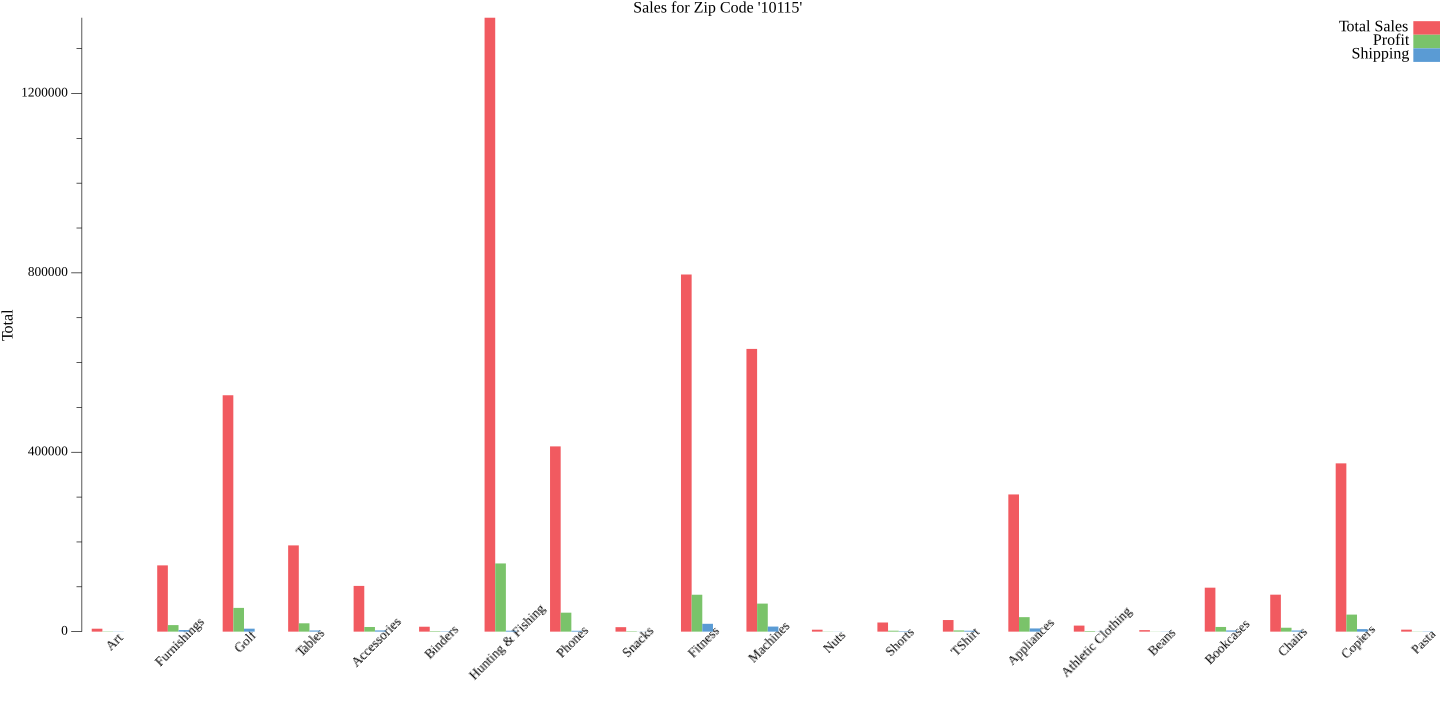 Sales for Zip Code '10115'
Total Sales
Profit
Shipping
1200000
800000
400000
0
Total
Art
Furnishings
Golf
Tables
Accessories
Binders
Hunting & Fishing
Phones
Snacks
Fitness
Machines
Nuts
Shorts
TShirt
Appliances
Athletic Clothing
Beans
Bookcases
Chairs
Copiers
Pasta